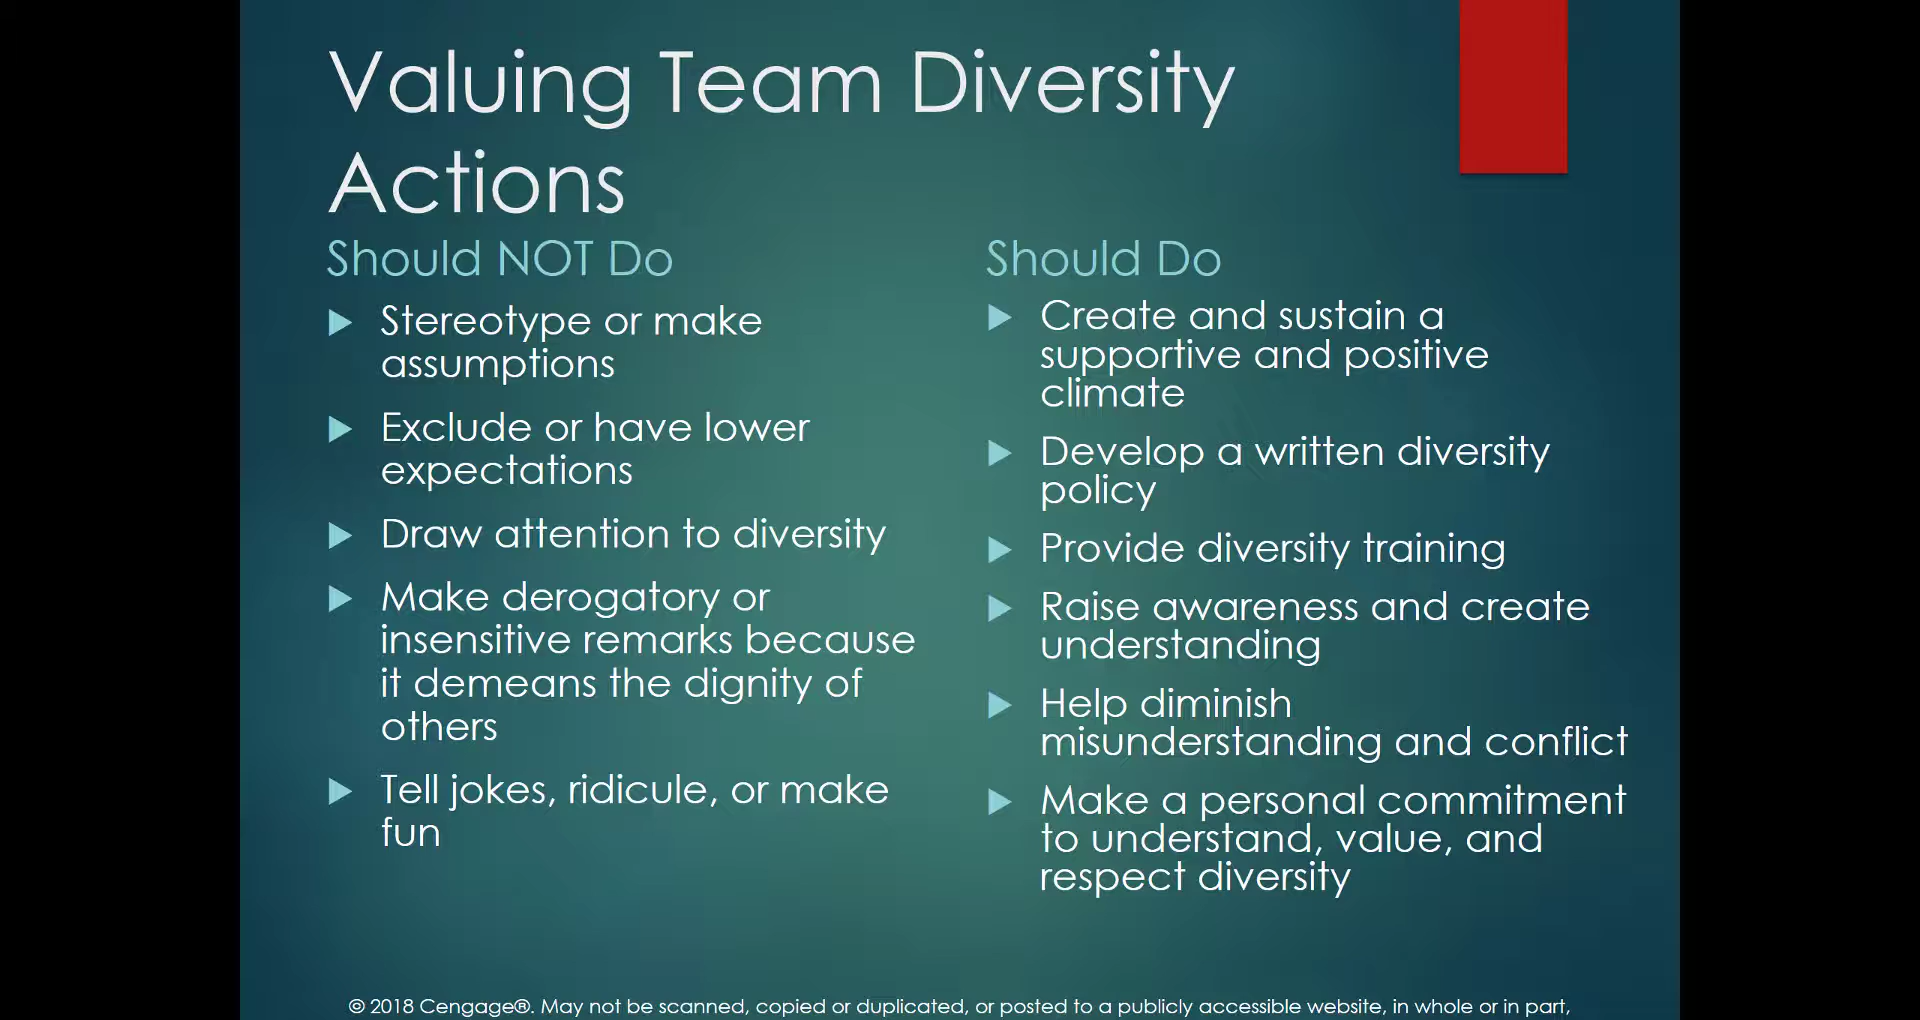 Valuing Team Diversity
Actions
Should NOT Do
Stereotype or make
assumptions
Exclude or have lower
expectations
Draw attention to diversity
Make derogatory or
insensitive remarks because
it demeans the dignity of
others
Tell jokes, ridicule, or make
fun
Should Do
Create and sustain a
supportive and positive
climate
Develop a written diversity
policy
Provide diversity training
Raise awareness and create
understanding
Help diminish
misunderstanding and conflict
Make a personal commitment
to understand, value, and
respect diversity
© 2018 Cengage®. May not be scanned, copied or duplicated, or posted to a publicly accessible website, in whole or in part,